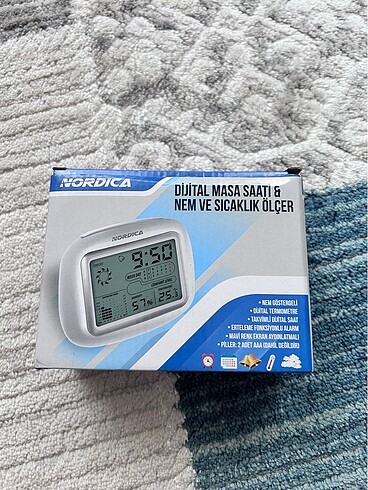 NORDICA
DİJİTAL MASA SAATİ &
NEM VE SICAKLIK ÖLÇER
NORDICA
9:50
57% 25.
• NEM GÖSTERGELİ
• DİJİTAL TERMOMETRE
• TAKVİMLİ DİJİTAL SAAT
• ERTELEME FONKSİYONLU ALARM
• MAVİ RENK EKRAN AYDINLATMALI
• PİLLER: 2 ADET AAA (DAHİL DEĞİLDİR)